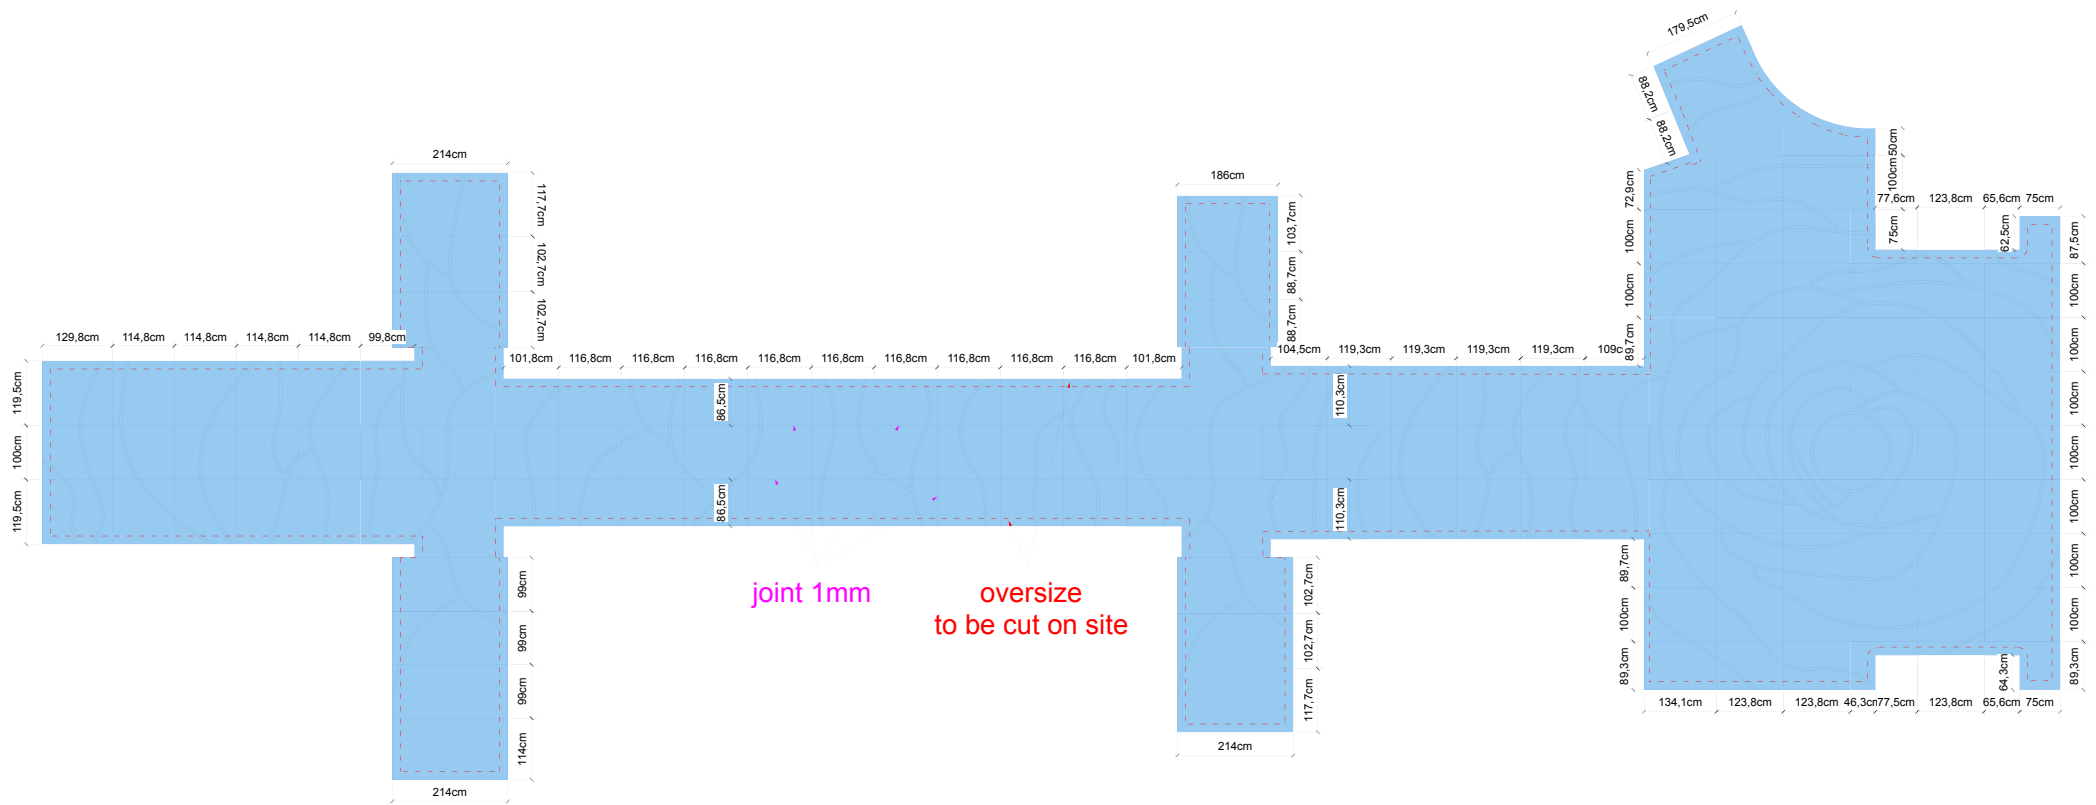 179,5cm
88,2cm
88,2cm
50cm
100cm
75cm
72,9cm
100cm
100cm
89,7cm
77,6cm
123,8cm
65,6cm
75cm
62,5cm
87,5cm
100cm
100cm
100cm
100cm
100cm
100cm
100cm
89,3cm
214cm
117,7cm
102,7cm
102,7cm
186cm
103,7cm
88,7cm
88,7cm
129,8cm
114,8cm
114,8cm
114,8cm
114,8cm
99,8cm
101,8cm
116,8cm
116,8cm
116,8cm
116,8cm
116,8cm
116,8cm
116,8cm
116,8cm
116,8cm
101,8cm
104,5cm
119,3cm
119,3cm
119,3cm
119,3cm
109c
119,5cm
100cm
119,5cm
86,5cm
86,5cm
110,3cm
110,3cm
joint 1mm
oversize
to be cut on site
99cm
99cm
99cm
114cm
214cm
102,7cm
102,7cm
117,7cm
214cm
89,7cm
100cm
89,3cm
64,3cm
134,1cm
123,8cm
123,8cm
46,3cm
77,5cm
123,8cm
65,6cm
75cm